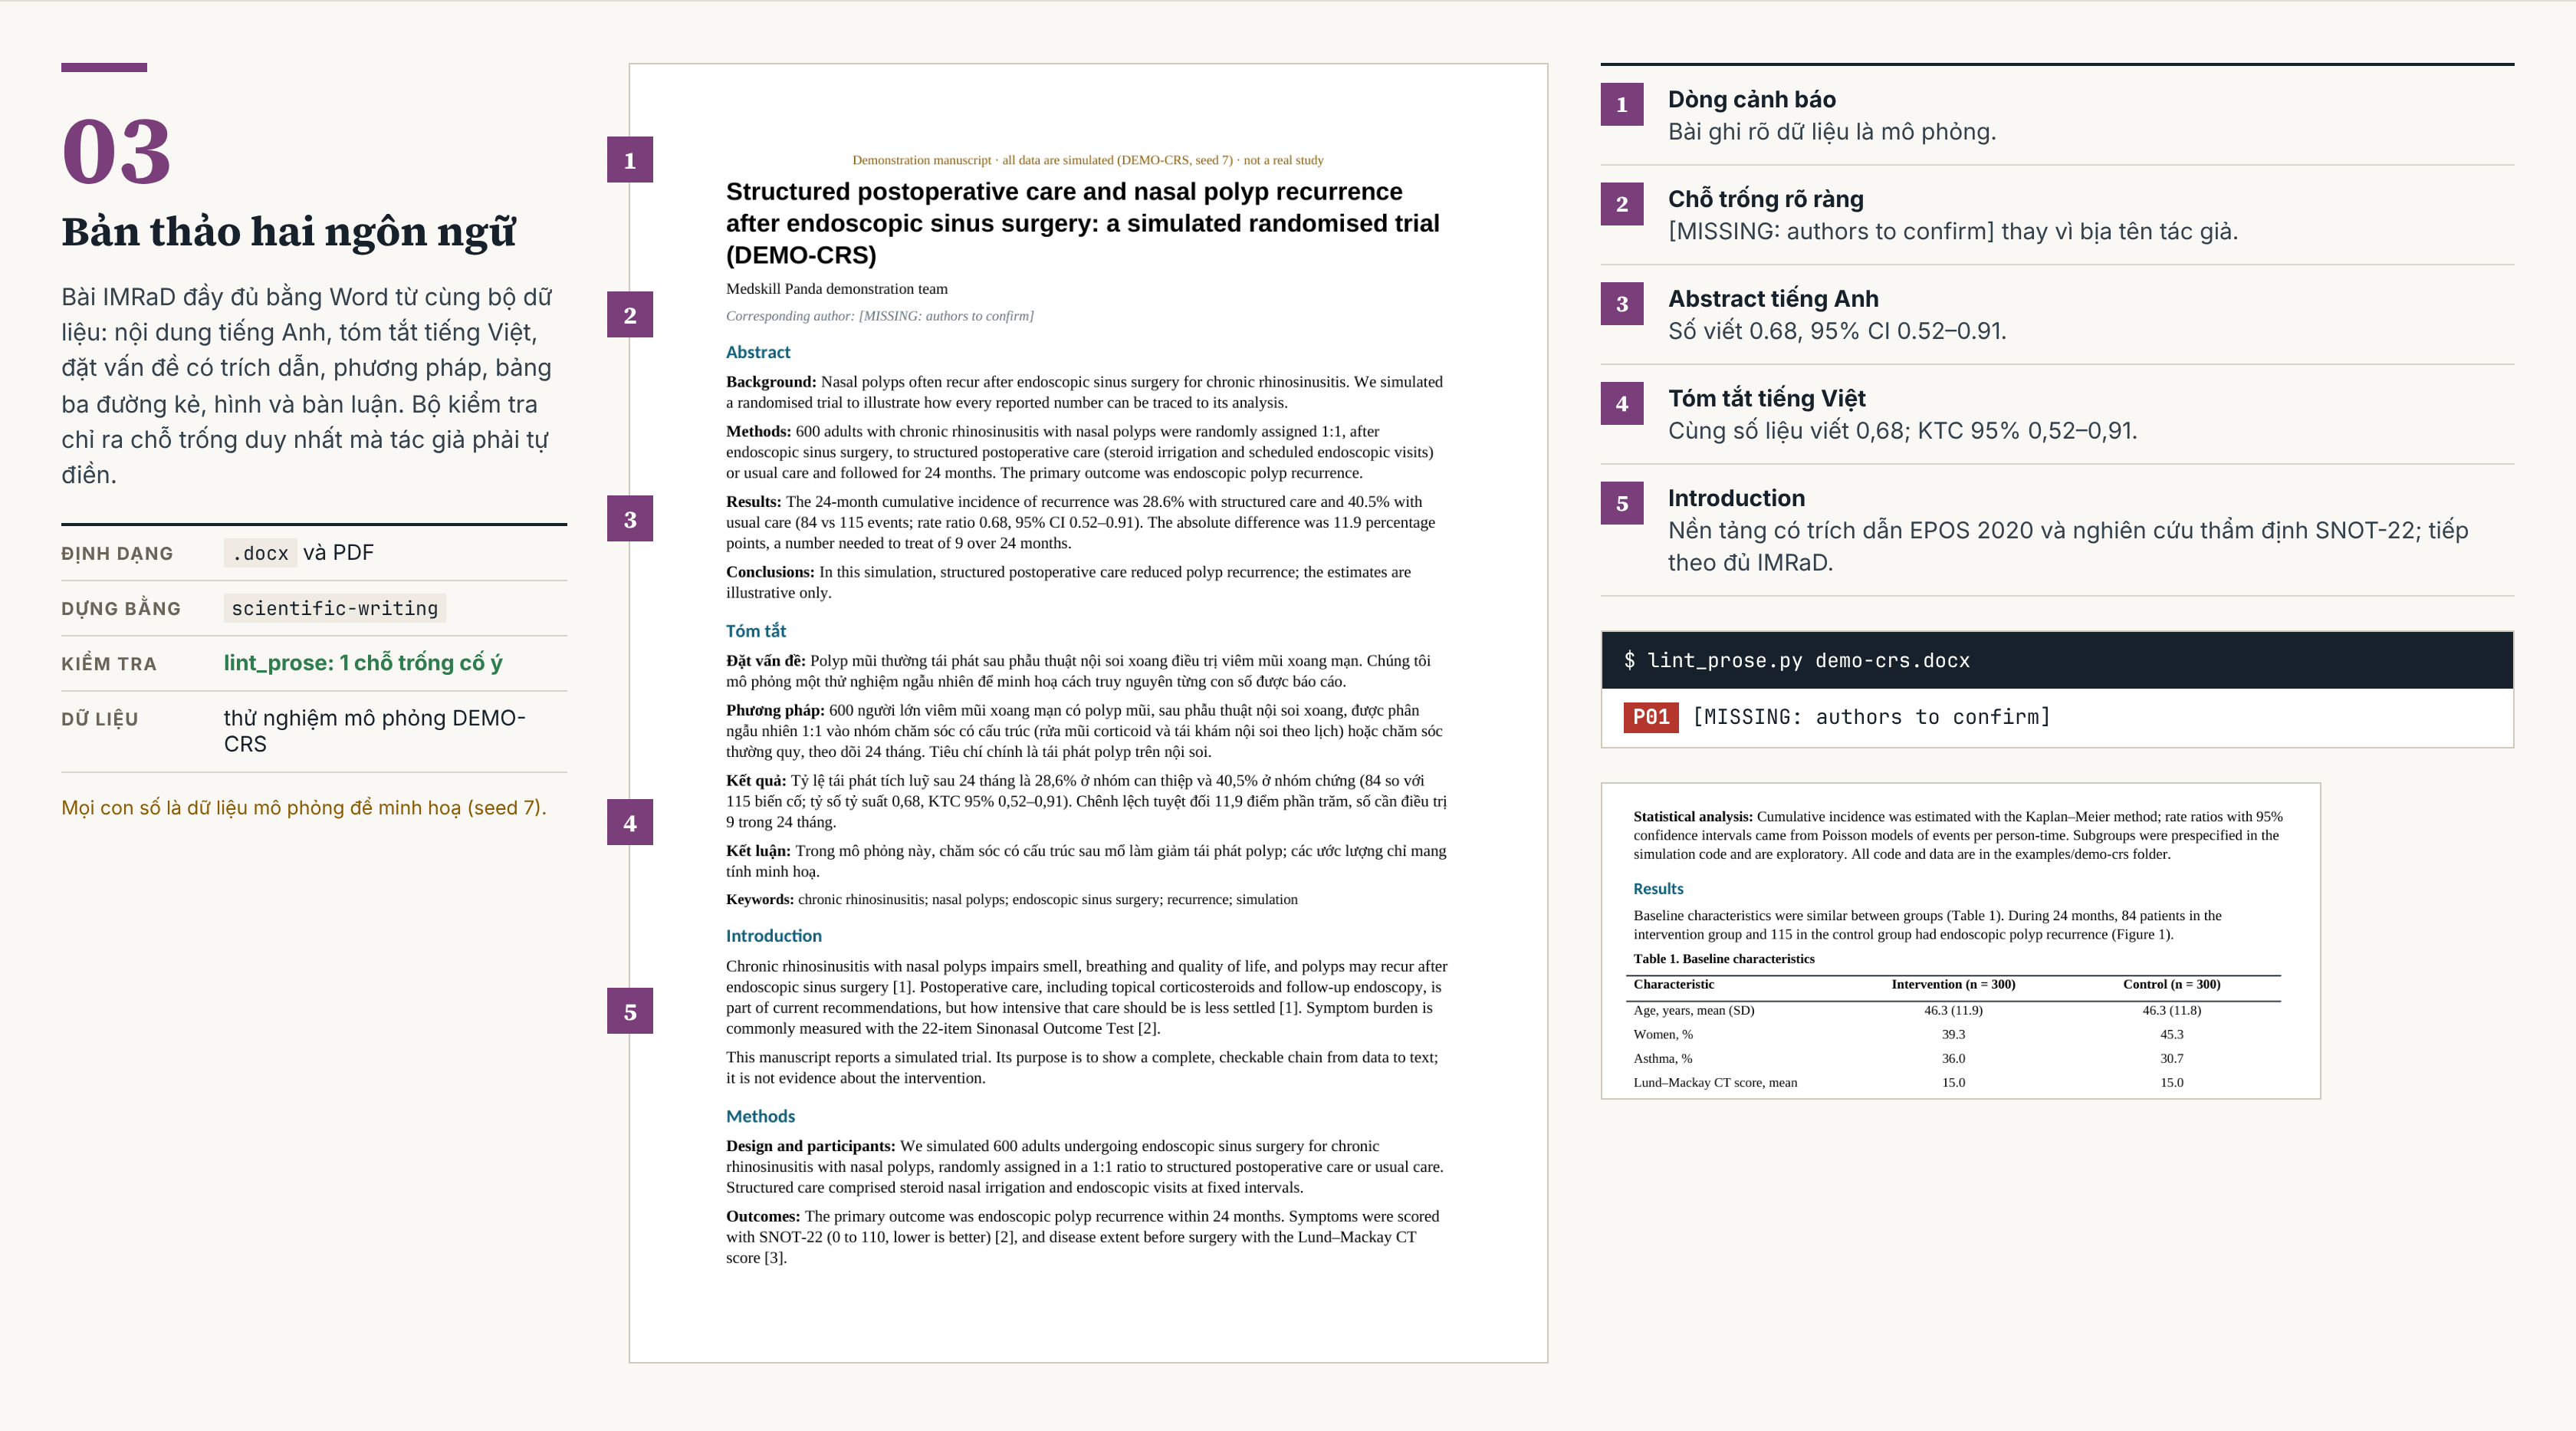 03
Bản thảo hai ngôn ngữ
Bài IMRaD đầy đủ bằng Word từ cùng bộ dữ
liệu: nội dung tiếng Anh, tóm tắt tiếng Việt,
đặt vấn đề có trích dẫn, phương pháp, bảng
ba đường kẻ, hình và bàn luận. Bộ kiểm tra
chỉ ra chỗ trống duy nhất mà tác giả phải tự
điền.
ĐỊNH DẠNG .docx và PDF
DỰNG BẰNG scientific-writing
KIỂM TRA lint_prose: 1 chỗ trống cố ý
DỮ LIỆU thử nghiệm mô phỏng DEMO-
CRS
Mọi con số là dữ liệu mô phỏng để minh hoạ (seed 7).
1
Demonstration manuscript · all data are simulated (DEMO-CRS, seed 7) · not a real study
Structured postoperative care and nasal polyp recurrence
after endoscopic sinus surgery: a simulated randomised trial
(DEMO-CRS)
Medskill Panda demonstration team
2
Corresponding author: [MISSING: authors to confirm]
Abstract
Background: Nasal polyps often recur after endoscopic sinus surgery for chronic rhinosinusitis. We simulated
a randomised trial to illustrate how every reported number can be traced to its analysis.
Methods: 600 adults with chronic rhinosinusitis with nasal polyps were randomly assigned 1:1, after
endoscopic sinus surgery, to structured postoperative care (steroid irrigation and scheduled endoscopic visits)
or usual care and followed for 24 months. The primary outcome was endoscopic polyp recurrence.
3
Results: The 24-month cumulative incidence of recurrence was 28.6% with structured care and 40.5% with
usual care (84 vs 115 events; rate ratio 0.68, 95% CI 0.52–0.91). The absolute difference was 11.9 percentage
points, a number needed to treat of 9 over 24 months.
Conclusions: In this simulation, structured postoperative care reduced polyp recurrence; the estimates are
illustrative only.
Tóm tắt
Đặt vấn đề: Polyp mũi thường tái phát sau phẫu thuật nội soi xoang điều trị viêm mũi xoang mạn. Chúng tôi
mô phỏng một thử nghiệm ngẫu nhiên để minh hoạ cách truy nguyên từng con số được báo cáo.
Phương pháp: 600 người lớn viêm mũi xoang mạn có polyp mũi, sau phẫu thuật nội soi xoang, được phân
ngẫu nhiên 1:1 vào nhóm chăm sóc có cấu trúc (rửa mũi corticoid và tái khám nội soi theo lịch) hoặc chăm sóc
thường quy, theo dõi 24 tháng. Tiêu chí chính là tái phát polyp trên nội soi.
Kết quả: Tỷ lệ tái phát tích luỹ sau 24 tháng là 28,6% ở nhóm can thiệp và 40,5% ở nhóm chứng (84 so với
115 biến cố; tỷ số tỷ suất 0,68, KTC 95% 0,52–0,91). Chênh lệch tuyệt đối 11,9 điểm phần trăm, số cần điều trị
4
9 trong 24 tháng.
Kết luận: Trong mô phỏng này, chăm sóc có cấu trúc sau mổ làm giảm tái phát polyp; các ước lượng chỉ mang
tính minh hoạ.
Keywords: chronic rhinosinusitis; nasal polyps; endoscopic sinus surgery; recurrence; simulation
Introduction
Chronic rhinosinusitis with nasal polyps impairs smell, breathing and quality of life, and polyps may recur after
endoscopic sinus surgery [1]. Postoperative care, including topical corticosteroids and follow-up endoscopy, is
5
part of current recommendations, but how intensive that care should be is less settled [1]. Symptom burden is
commonly measured with the 22-item Sinonasal Outcome Test [2].
This manuscript reports a simulated trial. Its purpose is to show a complete, checkable chain from data to text;
it is not evidence about the intervention.
Methods
Design and participants: We simulated 600 adults undergoing endoscopic sinus surgery for chronic
rhinosinusitis with nasal polyps, randomly assigned in a 1:1 ratio to structured postoperative care or usual care.
Structured care comprised steroid nasal irrigation and endoscopic visits at fixed intervals.
Outcomes: The primary outcome was endoscopic polyp recurrence within 24 months. Symptoms were scored
with SNOT-22 (0 to 110, lower is better) [2], and disease extent before surgery with the Lund–Mackay CT
score [3].
1 Dòng cảnh báo
Bài ghi rõ dữ liệu là mô phỏng.
2 Chỗ trống rõ ràng
[MISSING: authors to confirm] thay vì bịa tên tác giả.
3 Abstract tiếng Anh
Số viết 0.68, 95% CI 0.52–0.91.
4 Tóm tắt tiếng Việt
Cùng số liệu viết 0,68; KTC 95% 0,52–0,91.
5 Introduction
Nền tảng có trích dẫn EPOS 2020 và nghiên cứu thẩm định SNOT-22; tiếp
theo đủ IMRaD.
$ lint_prose.py demo-crs.docx
P01 [MISSING: authors to confirm]
Statistical analysis: Cumulative incidence was estimated with the Kaplan–Meier method; rate ratios with 95%
confidence intervals came from Poisson models of events per person-time. Subgroups were prespecified in the
simulation code and are exploratory. All code and data are in the examples/demo-crs folder.
Results
Baseline characteristics were similar between groups (Table 1). During 24 months, 84 patients in the
intervention group and 115 in the control group had endoscopic polyp recurrence (Figure 1).
Table 1. Baseline characteristics
Characteristic Intervention (n = 300) Control (n = 300)
Age, years, mean (SD) 46.3 (11.9) 46.3 (11.8)
Women, % 39.3 45.3
Asthma, % 36.0 30.7
Lund–Mackay CT score, mean 15.0 15.0